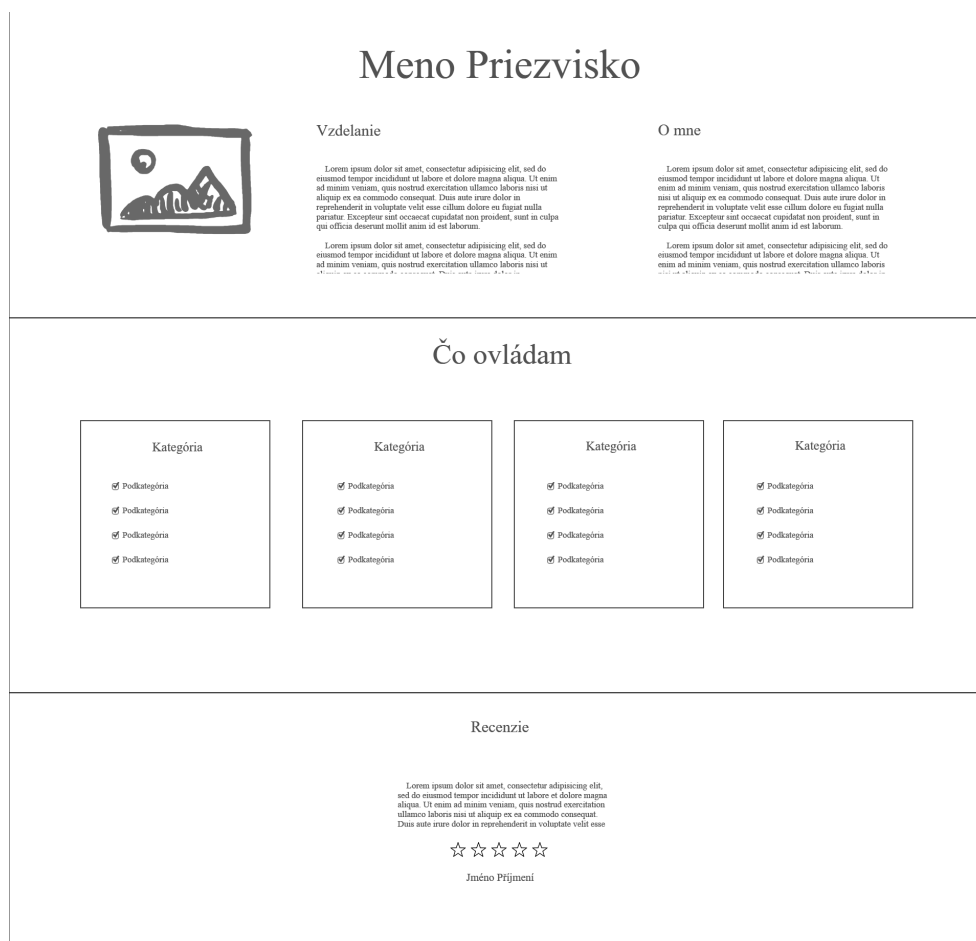 Meno Priezvisko
Vzdelanie
Lorem ipsum dolor sit amet, consectetur adipisicing elit, sed do
eiusmod tempor incididunt ut labore et dolore magna aliqua. Ut enim
ad minim veniam, quis nostrud exercitation ullamco laboris nisi ut
aliquip ex ea commodo consequat. Duis aute irure dolor in
reprehenderit in voluptate velit esse cillum dolore eu fugiat nulla
pariatur. Excepteur sint occaecat cupidatat non proident, sunt in culpa
qui officia deserunt mollit anim id est laborum.
Lorem ipsum dolor sit amet, consectetur adipisicing elit, sed do
eiusmod tempor incididunt ut labore et dolore magna aliqua. Ut enim
ad minim veniam, quis nostrud exercitation ullamco laboris nisi ut
O mne
Lorem ipsum dolor sit amet, consectetur adipisicing elit, sed do
eiusmod tempor incididunt ut labore et dolore magna aliqua. Ut
enim ad minim veniam, quis nostrud exercitation ullamco laboris
nisi ut aliquip ex ea commodo consequat. Duis aute irure dolor in
reprehenderit in voluptate velit esse cillum dolore eu fugiat nulla
pariatur. Excepteur sint occaecat cupidatat non proident, sunt in
culpa qui officia deserunt mollit anim id est laborum.
Lorem ipsum dolor sit amet, consectetur adipisicing elit, sed do
eiusmod tempor incididunt ut labore et dolore magna aliqua. Ut
enim ad minim veniam, quis nostrud exercitation ullamco laboris
Čo ovládam
Kategória
Podkategória
Podkategória
Podkategória
Podkategória
Kategória
Podkategória
Podkategória
Podkategória
Podkategória
Kategória
Podkategória
Podkategória
Podkategória
Podkategória
Kategória
Podkategória
Podkategória
Podkategória
Podkategória
Recenzie
Lorem ipsum dolor sit amet, consectetur adipisicing elit,
sed do eiusmod tempor incididunt ut labore et dolore magna
aliqua. Ut enim ad minim veniam, quis nostrud exercitation
ullamco laboris nisi ut aliquip ex ea commodo consequat.
Duis aute irure dolor in reprehenderit in voluptate velit esse
Jméno Příjmení